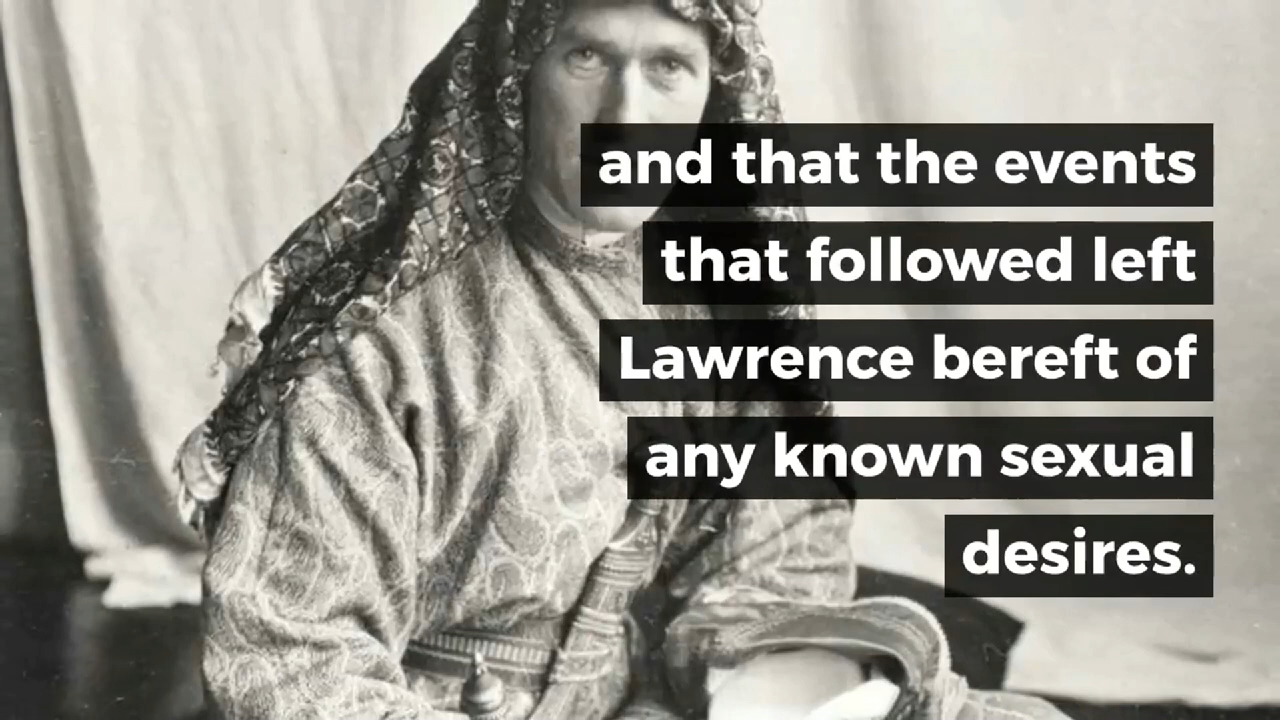 and that the events
that followed left
Lawrence bereft of
any known sexual
desires.